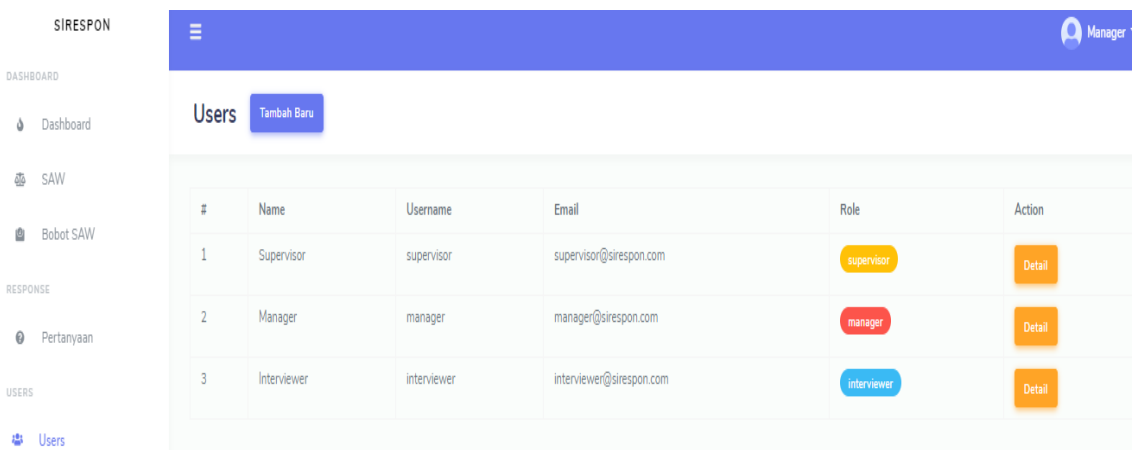 SIRESPON
Manager
DASHBOARD
Dashboard
SAW
Bobot SAW
RESPONSE
Pertanyaan
USERS
Users
Users Tambah Baru
# Name Username Email Role Action
1 Supervisor supervisor supervisor@sirespon.com supervisor Detail
2 Manager manager manager@sirespon.com manager Detail
3 Interviewer interviewer interviewer@sirespon.com interviewer Detail